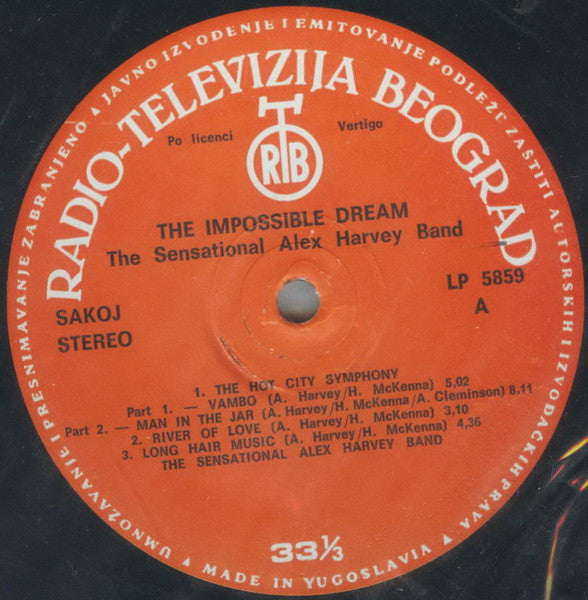 UMNOŽAVANJE I PRESNIMAVANJE ZABRANJENO ▲ JAVNO IZVOĐENJE I EMITOVANJE PODLEŽE ZAŠTITI AUTORSKIH I IZVOĐAČKIH PRAVA ▲
RADIO-TELEVIZIJA BEOGRAD
Po licenci Vertigo
RTB
THE IMPOSSIBLE DREAM
The Sensational Alex Harvey Band
LP 5859
A
SAKOJ
STEREO
1. THE HOT CITY SYMPHONY
Part 1. — VAMBO (A. Harvey/H. McKenna) 5,02
Part 2. — MAN IN THE JAR (A. Harvey/H. McKenna/A. Cleminson) 8,11
2. RIVER OF LOVE (A. Harvey/H. McKenna) 3,10
3. LONG HAIR MUSIC (A. Harvey/H. McKenna) 4,36
THE SENSATIONAL ALEX HARVEY BAND
33⅓
MADE IN YUGOSLAVIA ▲